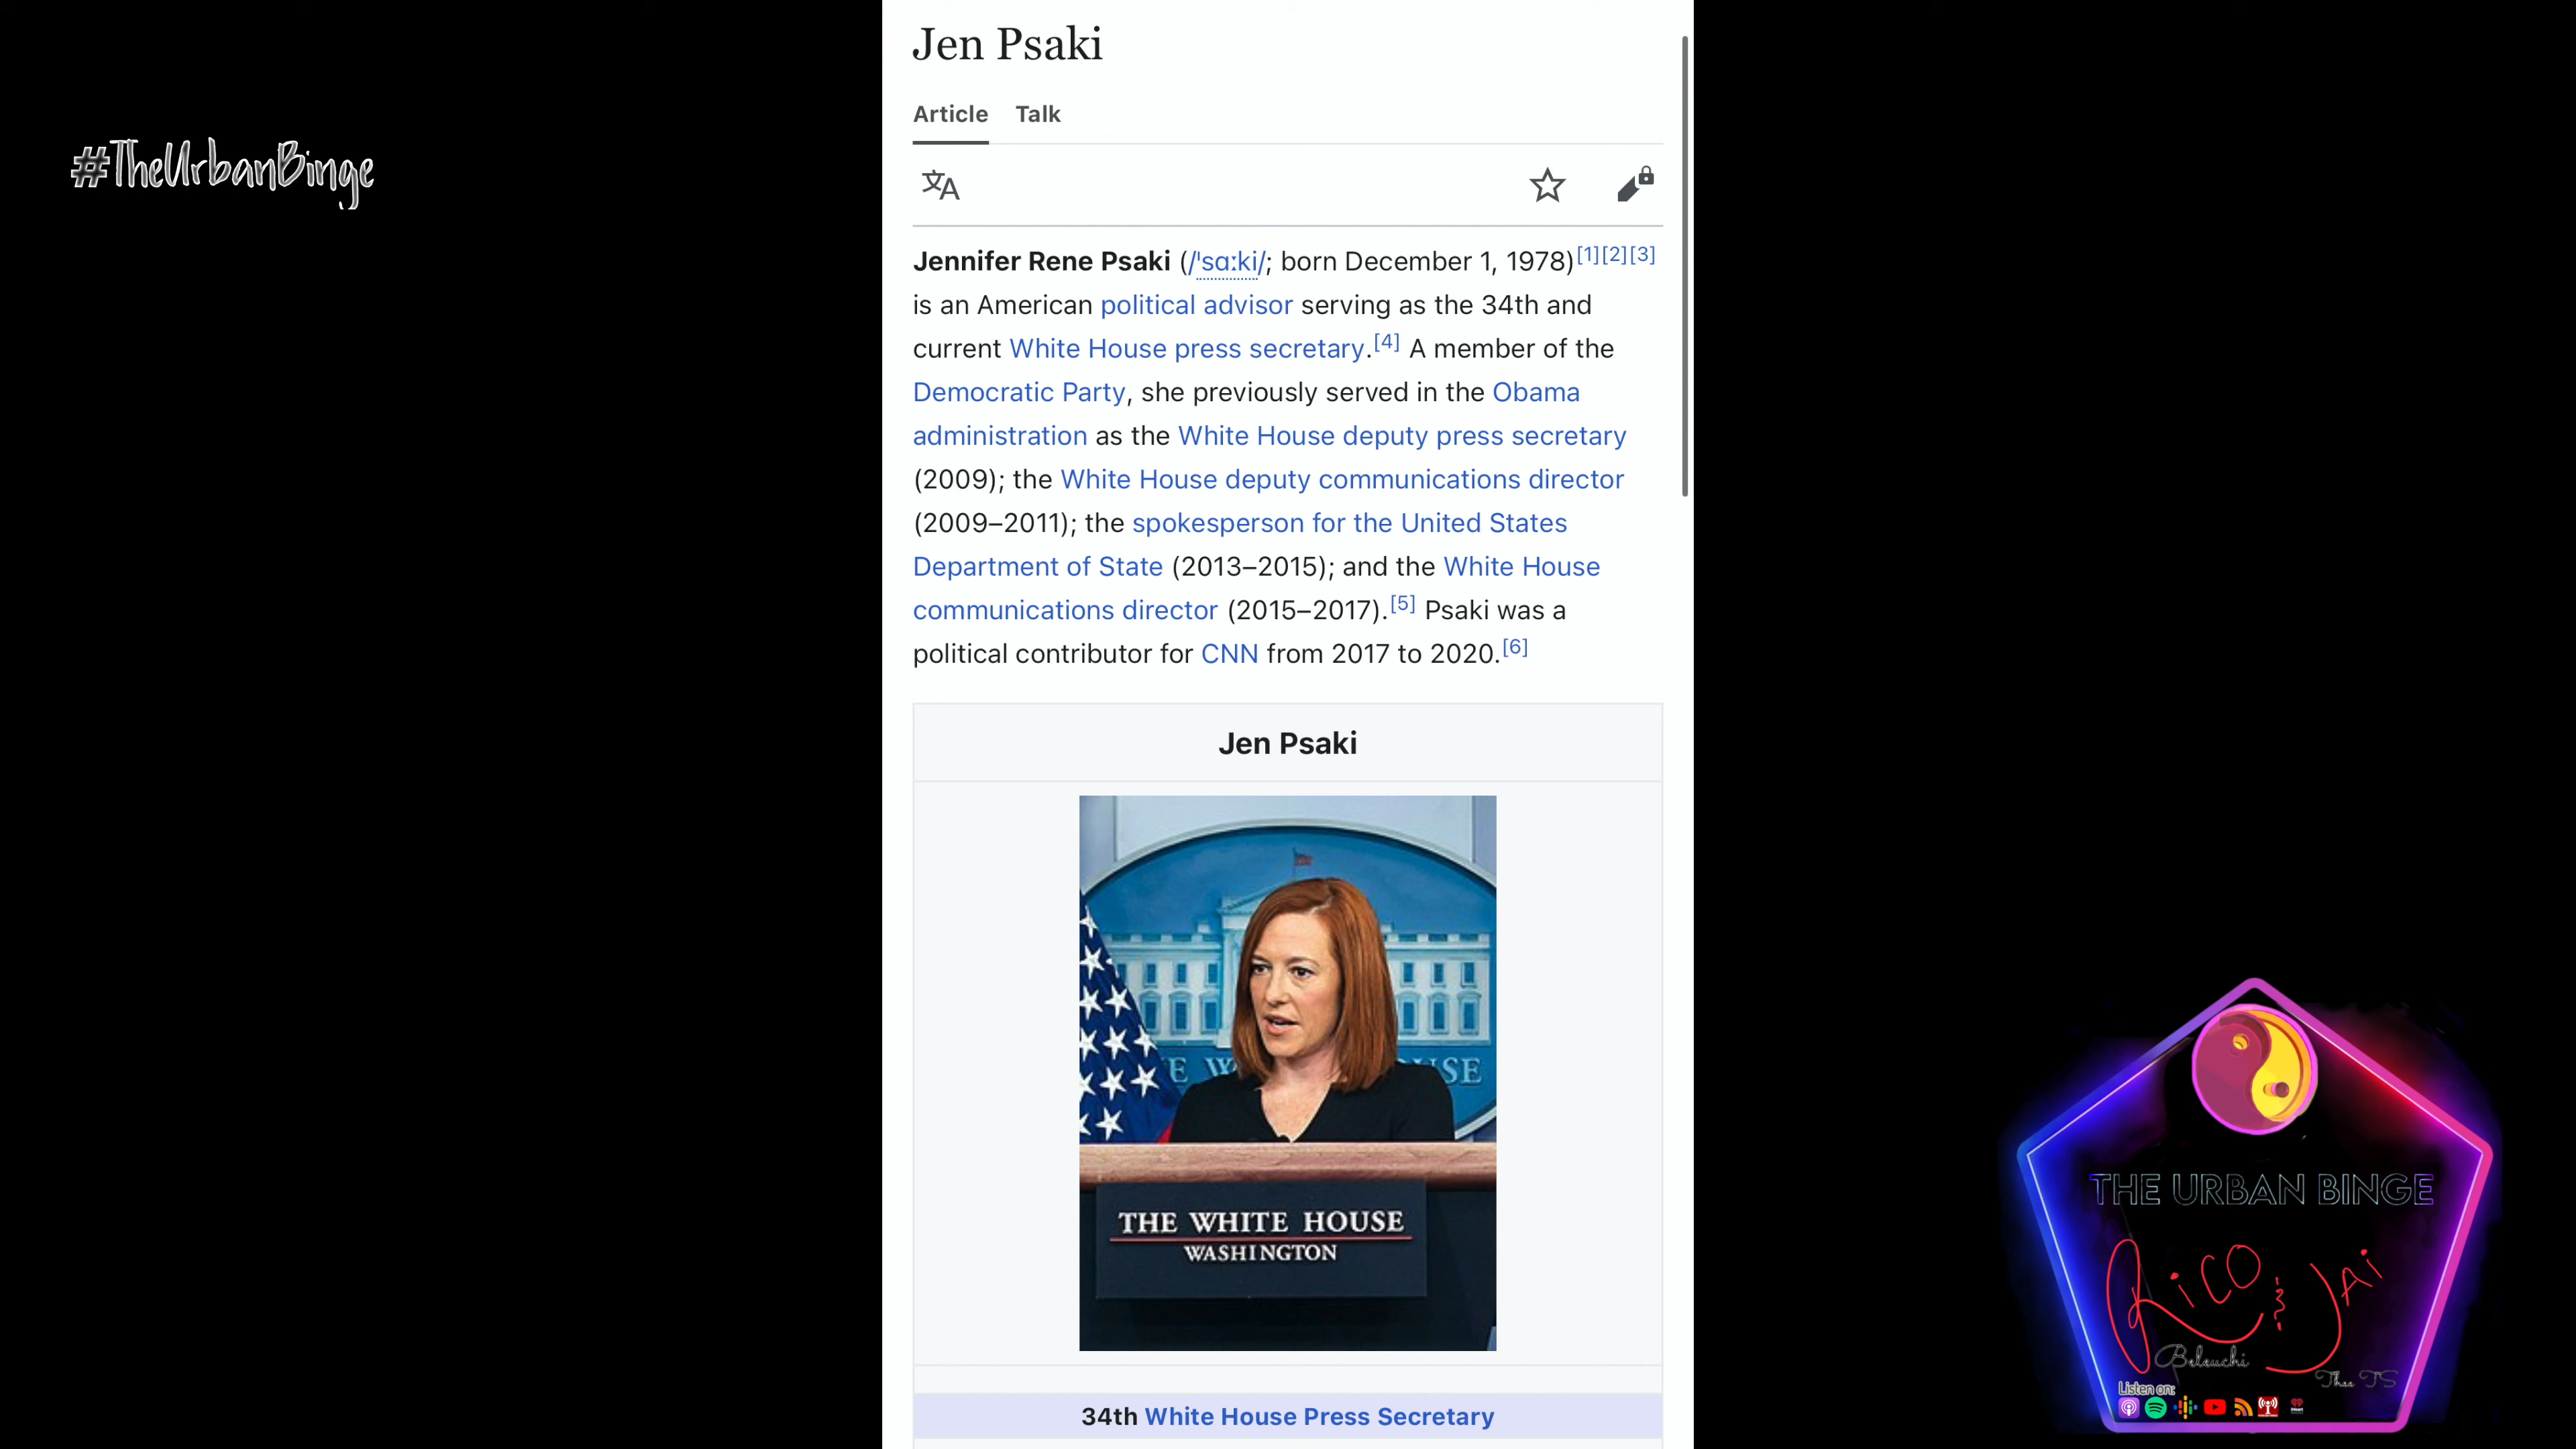 #TheUrbanBinge
Jen Psaki
Article Talk
Jennifer Rene Psaki (/ˈsɑːki/; born December 1, 1978)[1][2][3]
is an American political advisor serving as the 34th and
current White House press secretary.[4] A member of the
Democratic Party, she previously served in the Obama
administration as the White House deputy press secretary
(2009); the White House deputy communications director
(2009–2011); the spokesperson for the United States
Department of State (2013–2015); and the White House
communications director (2015–2017).[5] Psaki was a
political contributor for CNN from 2017 to 2020.[6]
Jen Psaki
THE WHITE HOUSE
WASHINGTON
34th White House Press Secretary
THE URBAN BINGE
Rico & Jai
Beleuchi
Thee TS
Listen on: